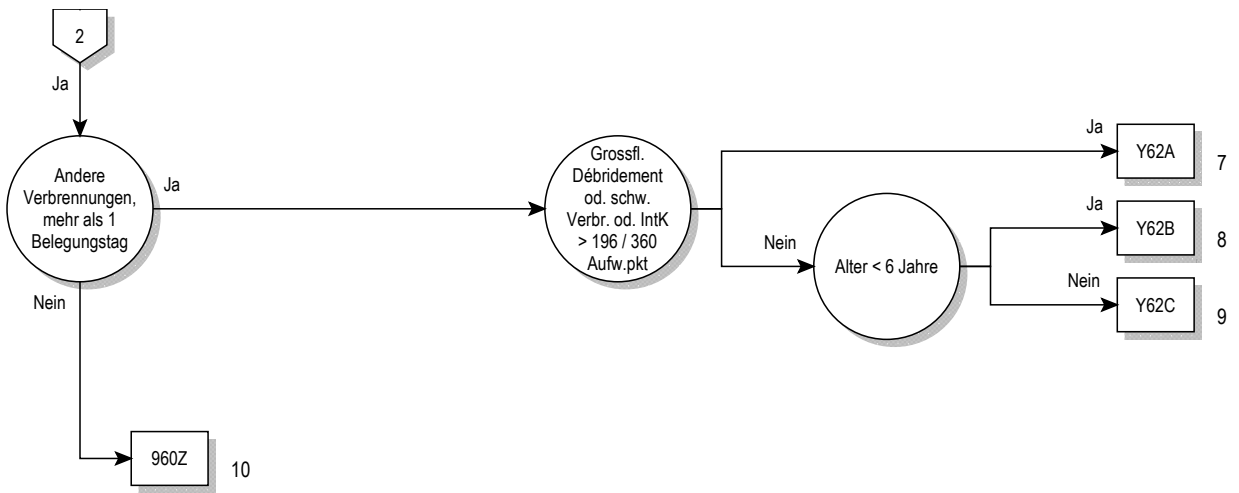 2
Ja
Andere
Verbrennungen,
mehr als 1
Belegungstag
Ja
Grossfl.
Débridement
od. schw.
Verbr. od. IntK
> 196 / 360
Aufw.pkt
Ja
Y62A
7
Nein
Alter < 6 Jahre
Ja
Y62B
8
Nein
Y62C
9
Nein
960Z
10